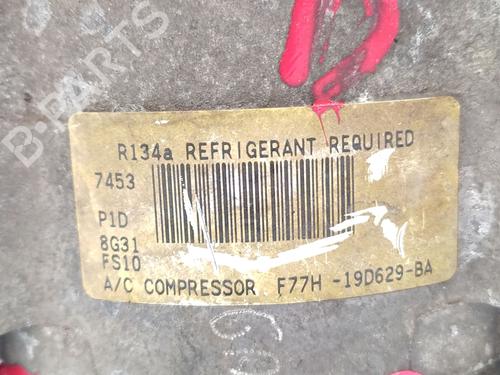 B-PARTS
R134a REFRIGERANT REQUIRED
7453
P1D
8G31
FS10
A/C COMPRESSOR F77H -19D629-BA